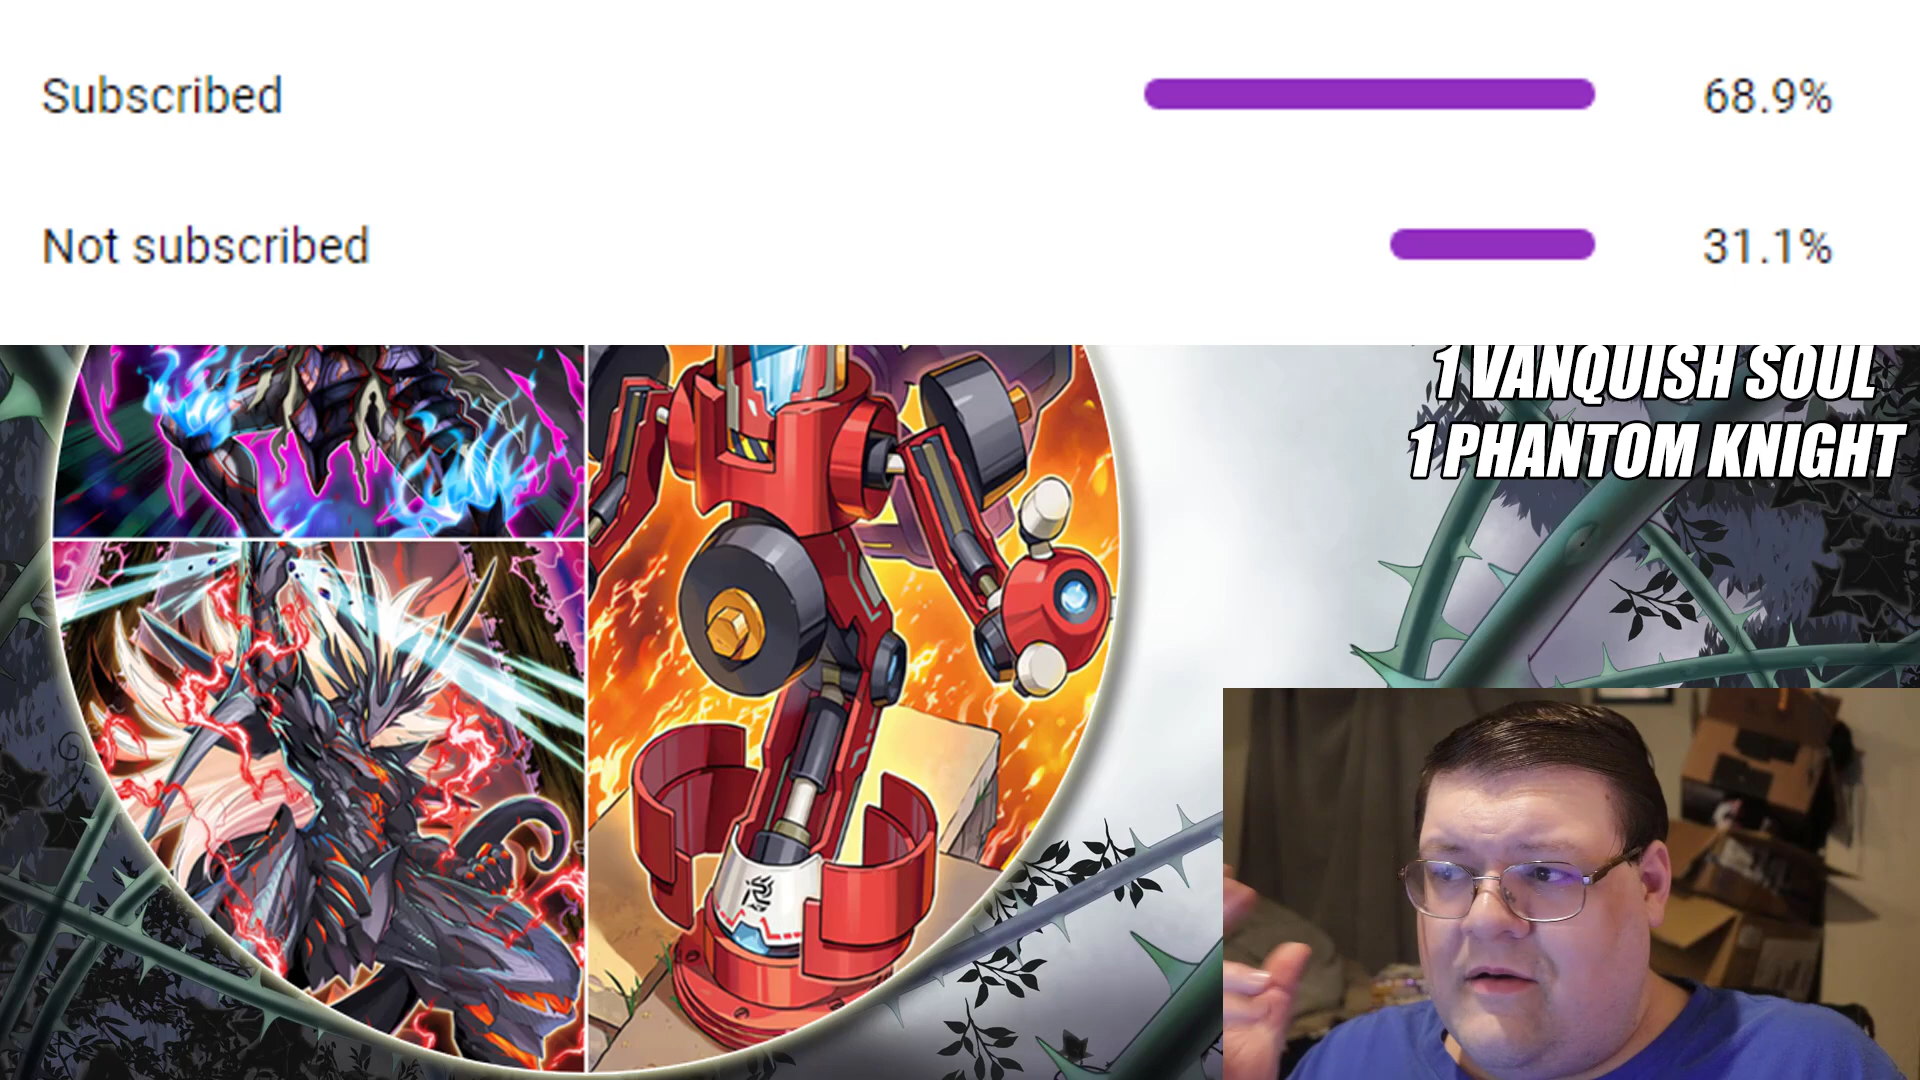 Subscribed 68.9%
Not subscribed 31.1%
1 VANQUISH SOUL
1 PHANTOM KNIGHT